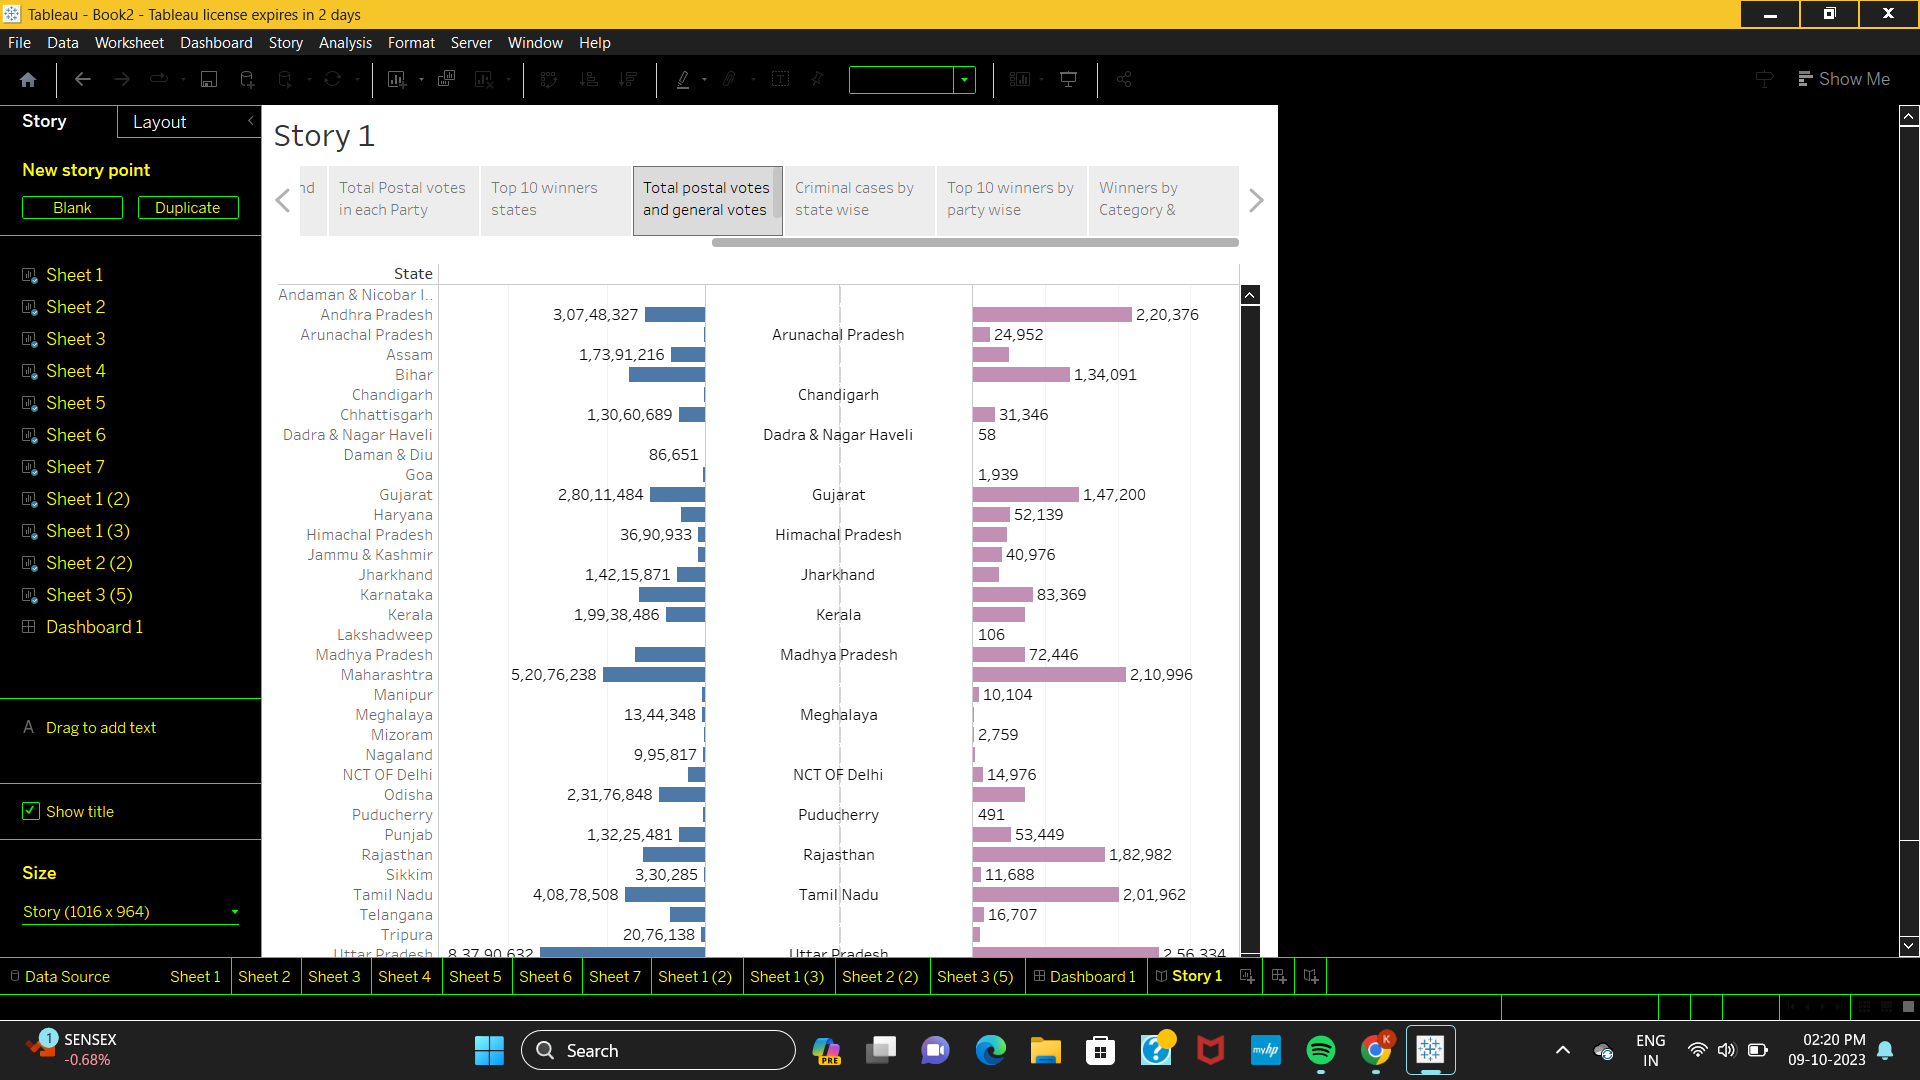 Tableau - Book2 - Tableau license expires in 2 days
File Data Worksheet Dashboard Story Analysis Format Server Window Help
Show Me
Story Layout
New story point
Blank Duplicate
Sheet 1
Sheet 2
Sheet 3
Sheet 4
Sheet 5
Sheet 6
Sheet 7
Sheet 1 (2)
Sheet 1 (3)
Sheet 2 (2)
Sheet 3 (5)
Dashboard 1
A Drag to add text
Show title
Size
Story (1016 x 964)
Story 1
nd
Total Postal votes
in each Party
Top 10 winners
states
Total postal votes
and general votes
Criminal cases by
state wise
Top 10 winners by
party wise
Winners by
Category &
State
Andaman & Nicobar I..
Andhra Pradesh 3,07,48,327 2,20,376
Arunachal Pradesh Arunachal Pradesh 24,952
Assam 1,73,91,216
Bihar 1,34,091
Chandigarh Chandigarh
Chhattisgarh 1,30,60,689 31,346
Dadra & Nagar Haveli Dadra & Nagar Haveli 58
Daman & Diu 86,651
Goa 1,939
Gujarat 2,80,11,484 Gujarat 1,47,200
Haryana 52,139
Himachal Pradesh 36,90,933 Himachal Pradesh
Jammu & Kashmir 40,976
Jharkhand 1,42,15,871 Jharkhand
Karnataka 83,369
Kerala 1,99,38,486 Kerala
Lakshadweep 106
Madhya Pradesh Madhya Pradesh 72,446
Maharashtra 5,20,76,238 2,10,996
Manipur 10,104
Meghalaya 13,44,348 Meghalaya
Mizoram 2,759
Nagaland 9,95,817
NCT OF Delhi NCT OF Delhi 14,976
Odisha 2,31,76,848
Puducherry Puducherry 491
Punjab 1,32,25,481 53,449
Rajasthan Rajasthan 1,82,982
Sikkim 3,30,285 11,688
Tamil Nadu 4,08,78,508 Tamil Nadu 2,01,962
Telangana 16,707
Tripura 20,76,138
Uttar Pradesh 8,37,90,632 Uttar Pradesh 2,56,334
Data Source Sheet 1 Sheet 2 Sheet 3 Sheet 4 Sheet 5 Sheet 6 Sheet 7 Sheet 1 (2) Sheet 1 (3) Sheet 2 (2) Sheet 3 (5) Dashboard 1 Story 1
1 SENSEX
-0.68%
Search
PRE
myhp
K
ENG
IN
02:20 PM
09-10-2023